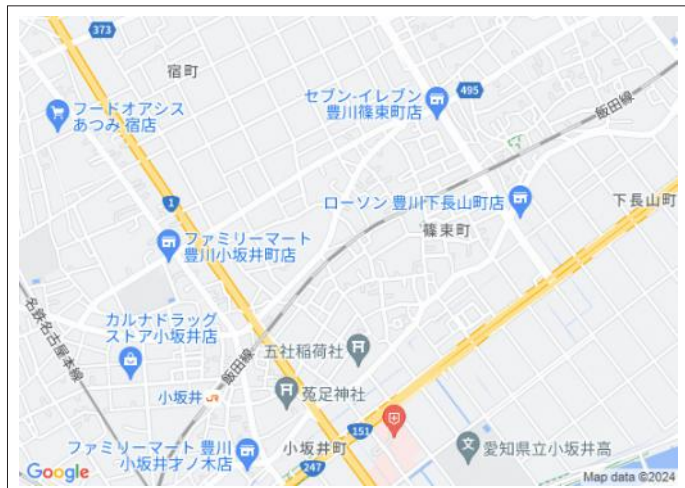 373
宿町
セブン-イレブン
豊川篠束町店
495
飯田線
フードオアシス
あつみ 宿店
1
ローソン 豊川下長山町店
下長山町
篠束町
ファミリーマート
豊川小坂井町店
名鉄名古屋本線
カルナドラッグ
ストア小坂井店
飯田線
五社稲荷社
小坂井
菟足神社
151
小坂井町
ファミリーマート 豊川
小坂井才ノ木店
247
愛知県立小坂井高
Google
Map data ©2024